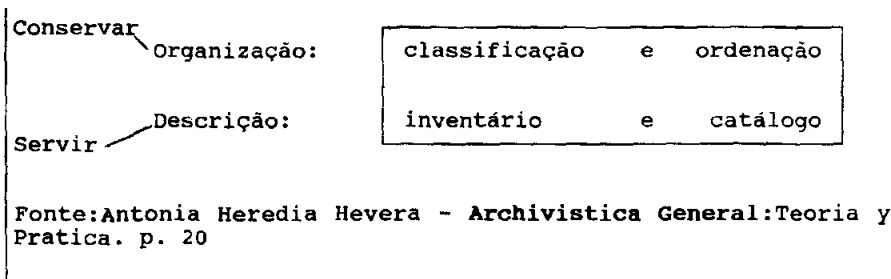 Conservar
Organização: classificação e ordenação
Descrição: inventário e catálogo
Servir
Fonte:Antonia Heredia Hevera - Archivistica General:Teoria y
Pratica. p. 20